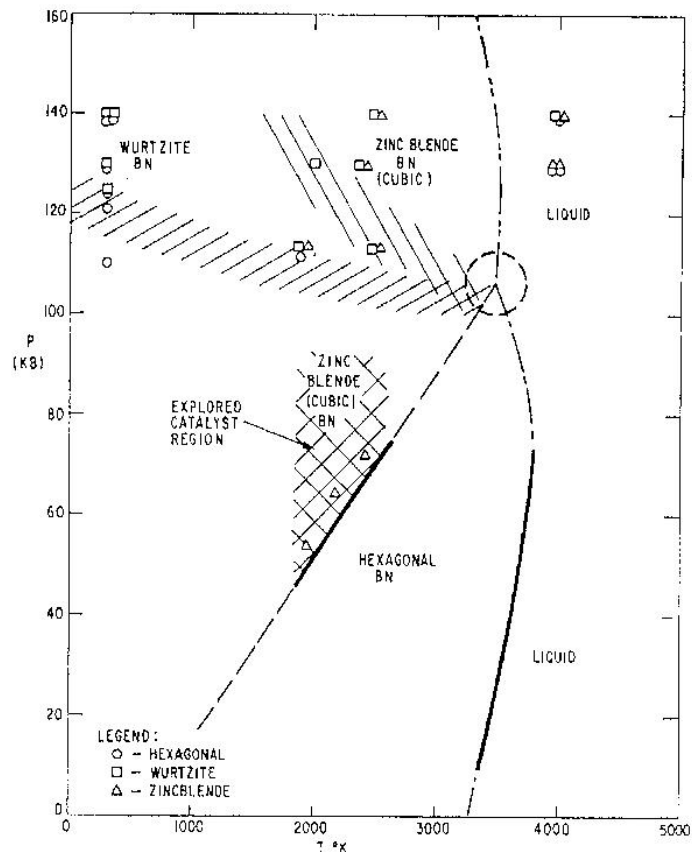 160
140
120
100
P
(KB)
80
60
40
20
0
WURTZITE
BN
ZINC BLENDE
BN
(CUBIC)
LIQUID
ZINC
BLENDE
(CUBIC)
BN
EXPLORED
CATALYST
REGION
HEXAGONAL
BN
LIQUID
LEGEND:
○ - HEXAGONAL
□ - WURTZITE
△ - ZINCBLENDE
0 1000 2000 3000 4000 5000
T °K